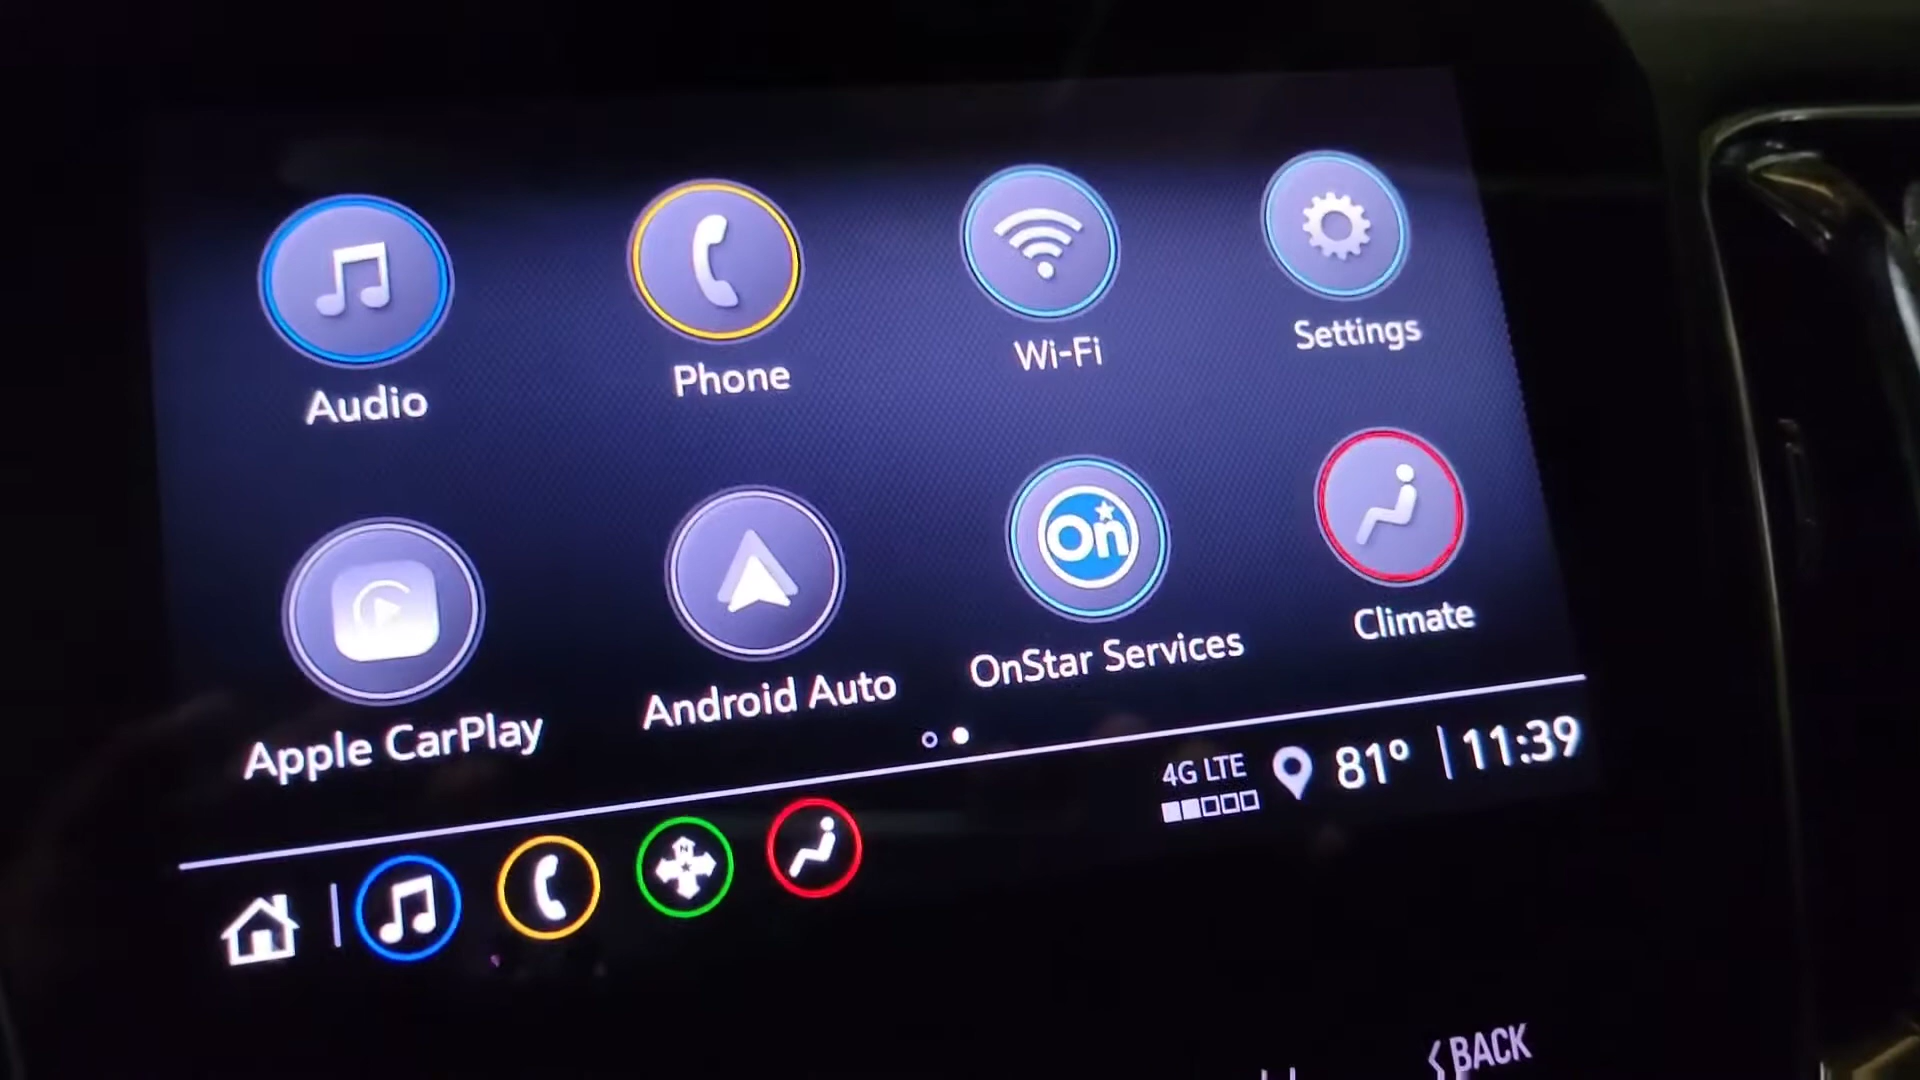 Audio
Phone
Wi-Fi
Settings
Apple CarPlay
Android Auto
On
OnStar Services
Climate
4G LTE
81° | 11:39
N
BACK